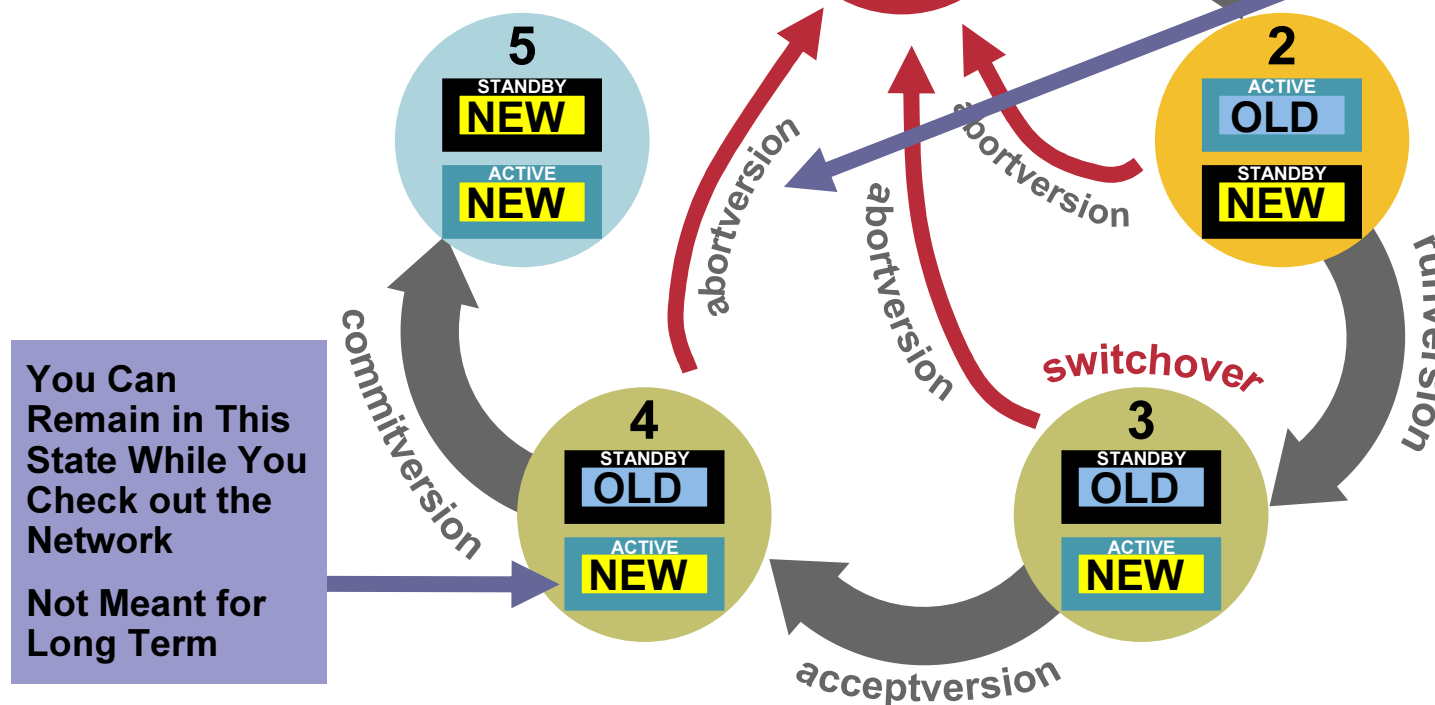 5
STANDBY
NEW
ACTIVE
NEW
2
ACTIVE
OLD
STANDBY
NEW
abortversion
abortversion
abortversion
runversion
commitversion
switchover
You Can
Remain in This
State While You
Check out the
Network
Not Meant for
Long Term
4
STANDBY
OLD
ACTIVE
NEW
3
STANDBY
OLD
ACTIVE
NEW
acceptversion